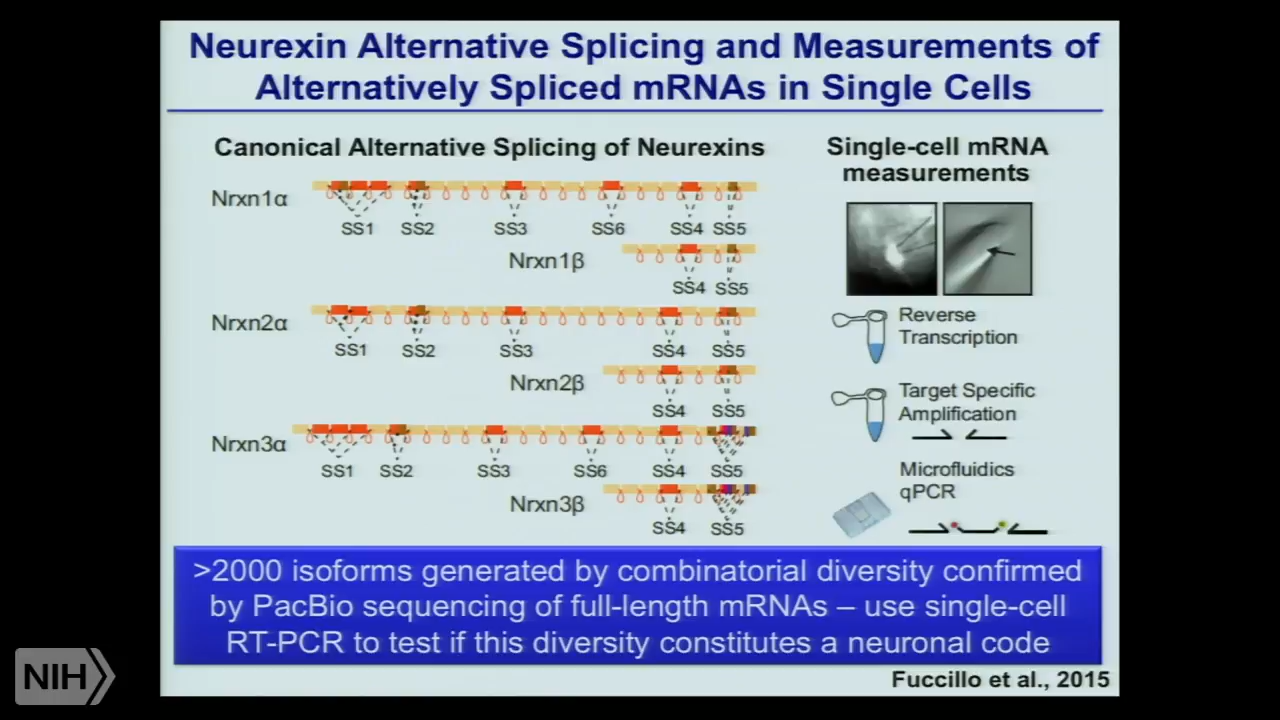 Neurexin Alternative Splicing and Measurements of
Alternatively Spliced mRNAs in Single Cells
Canonical Alternative Splicing of Neurexins
Nrxn1α
SS1 SS2 SS3 SS6 SS4 SS5
Nrxn1β
SS4 SS5
Nrxn2α
SS1 SS2 SS3 SS4 SS5
Nrxn2β
SS4 SS5
Nrxn3α
SS1 SS2 SS3 SS6 SS4 SS5
Nrxn3β
SS4 SS5
Single-cell mRNA
measurements
Reverse
Transcription
Target Specific
Amplification
Microfluidics
qPCR
>2000 isoforms generated by combinatorial diversity confirmed
by PacBio sequencing of full-length mRNAs – use single-cell
RT-PCR to test if this diversity constitutes a neuronal code
Fuccillo et al., 2015
NIH